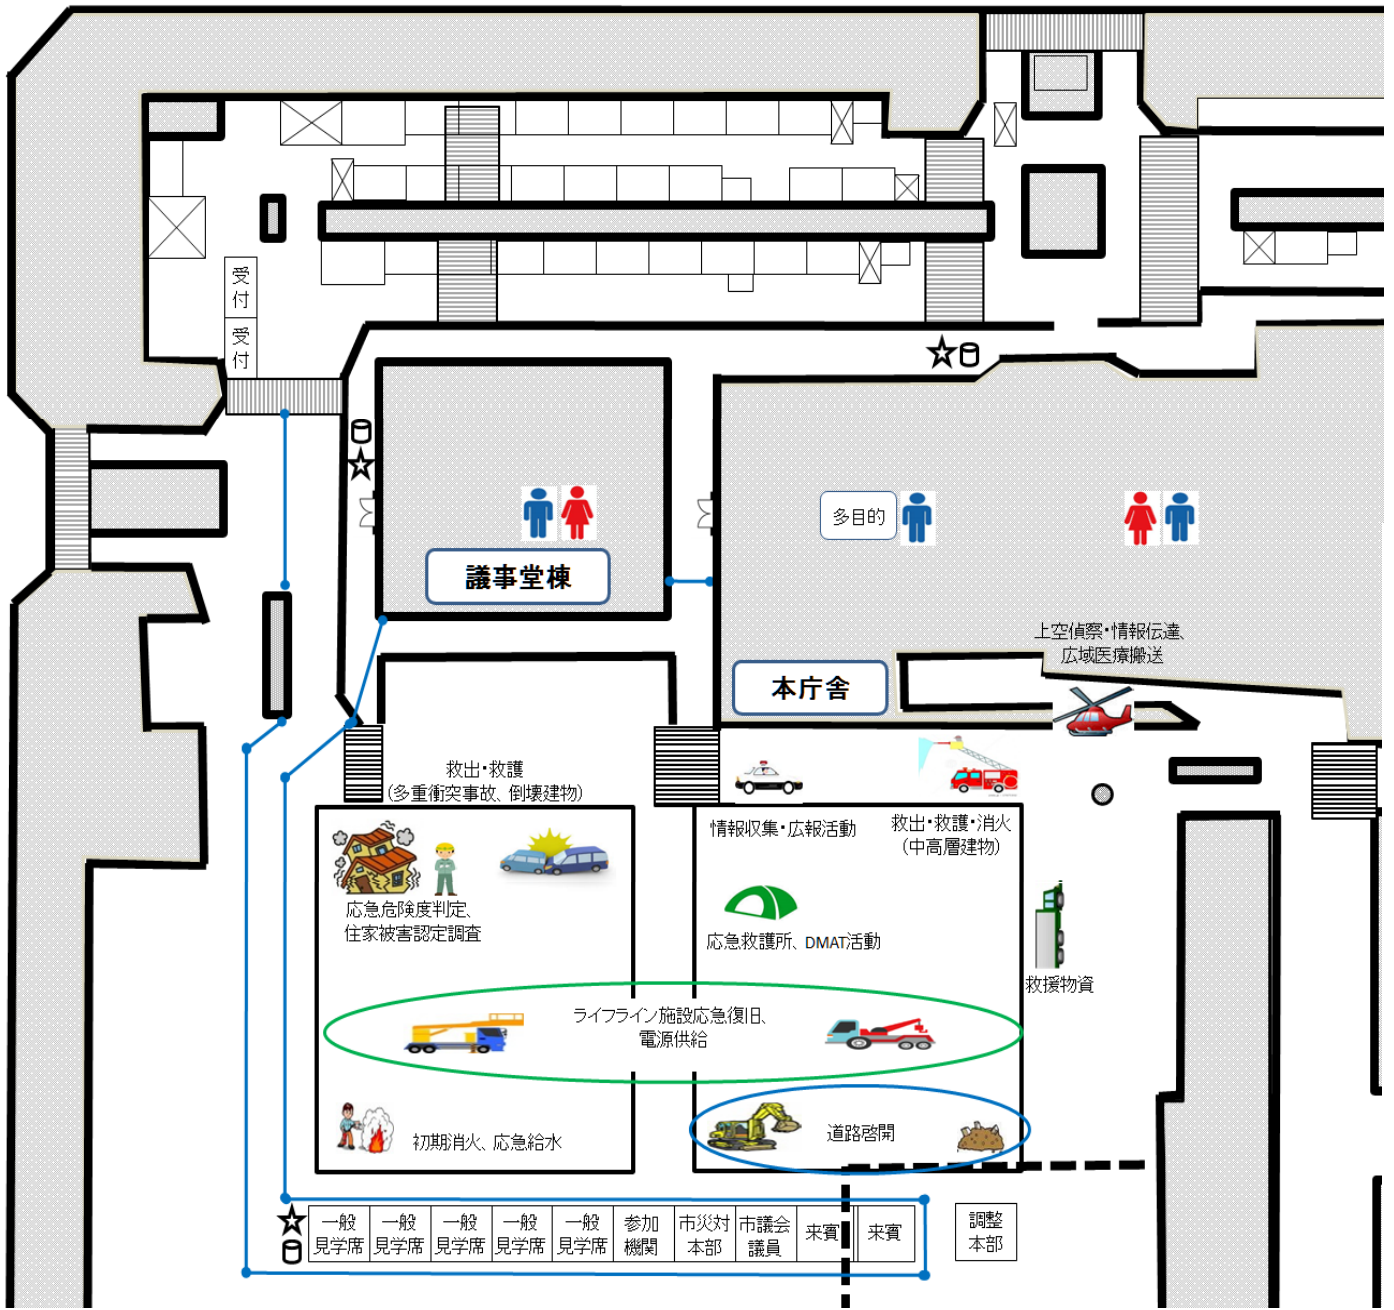 受
付
受
付
多目的
議事堂棟
上空偵察・情報伝達、
広域医療搬送
本庁舎
救出・救護
(多重衝突事故、倒壊建物)
情報収集・広報活動
救出・救護・消火
(中高層建物)
応急危険度判定、
住家被害認定調査
応急救護所、DMAT活動
救援物資
ライフライン施設応急復旧、
電源供給
初期消火、応急給水
道路啓開
一般
見学席
一般
見学席
一般
見学席
一般
見学席
一般
見学席
参加
機関
市災対
本部
市議会
議員
来賓
来賓
調整
本部